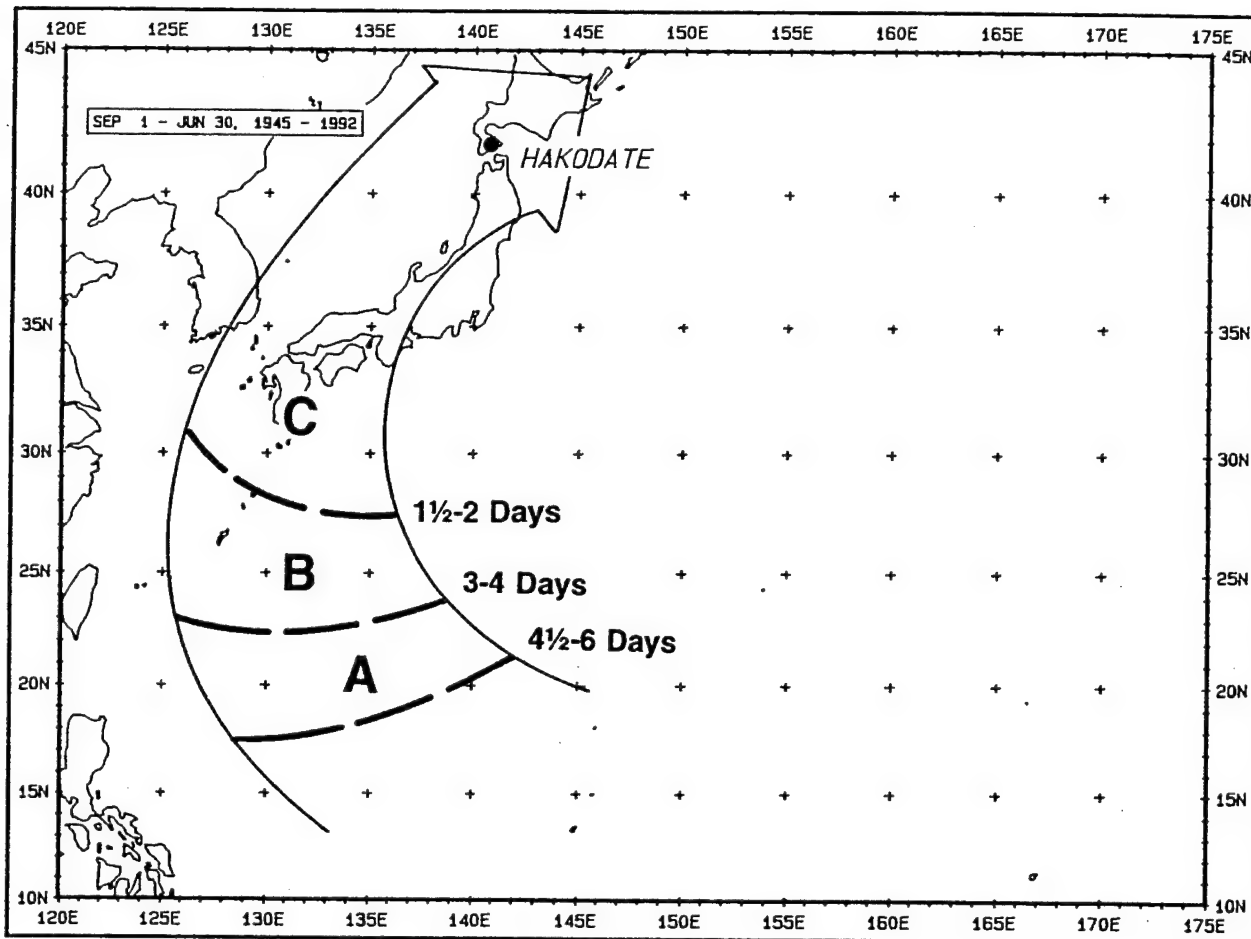 120E 125E 130E 135E 140E 145E 150E 155E 160E 165E 170E 175E
45N 45N
SEP 1 - JUN 30, 1945 - 1992
HAKODATE
40N 40N
35N 35N
C
30N 30N
1½-2 Days
B
25N 25N
3-4 Days
4½-6 Days
A
20N 20N
15N 15N
10N 10N
120E 125E 130E 135E 140E 145E 150E 155E 160E 165E 170E 175E